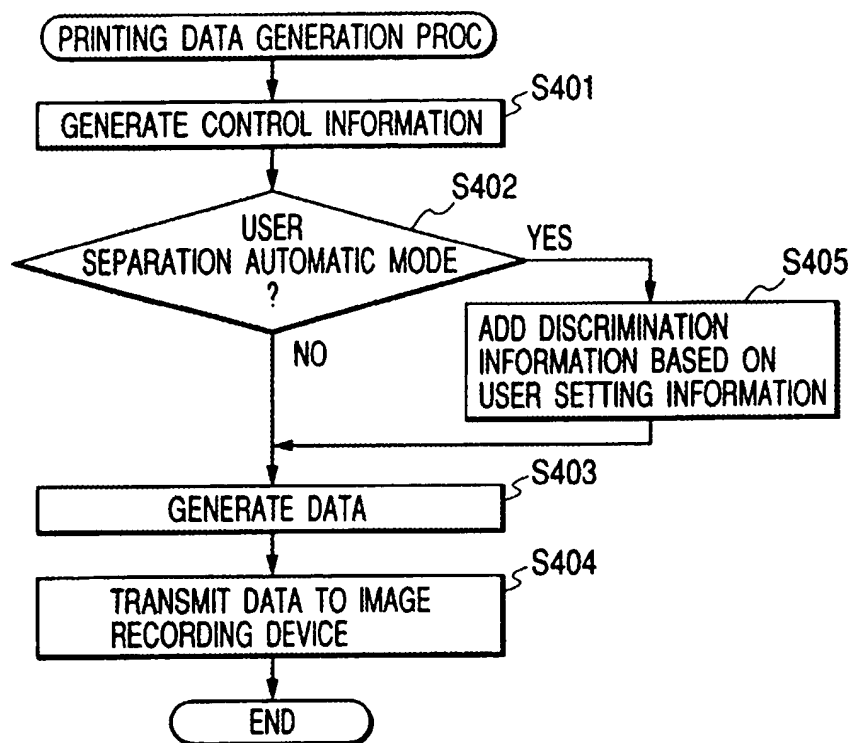 PRINTING DATA GENERATION PROC
S401
GENERATE CONTROL INFORMATION
S402
USER
SEPARATION AUTOMATIC MODE
?
YES
NO
S405
ADD DISCRIMINATION
INFORMATION BASED ON
USER SETTING INFORMATION
S403
GENERATE DATA
S404
TRANSMIT DATA TO IMAGE
RECORDING DEVICE
END